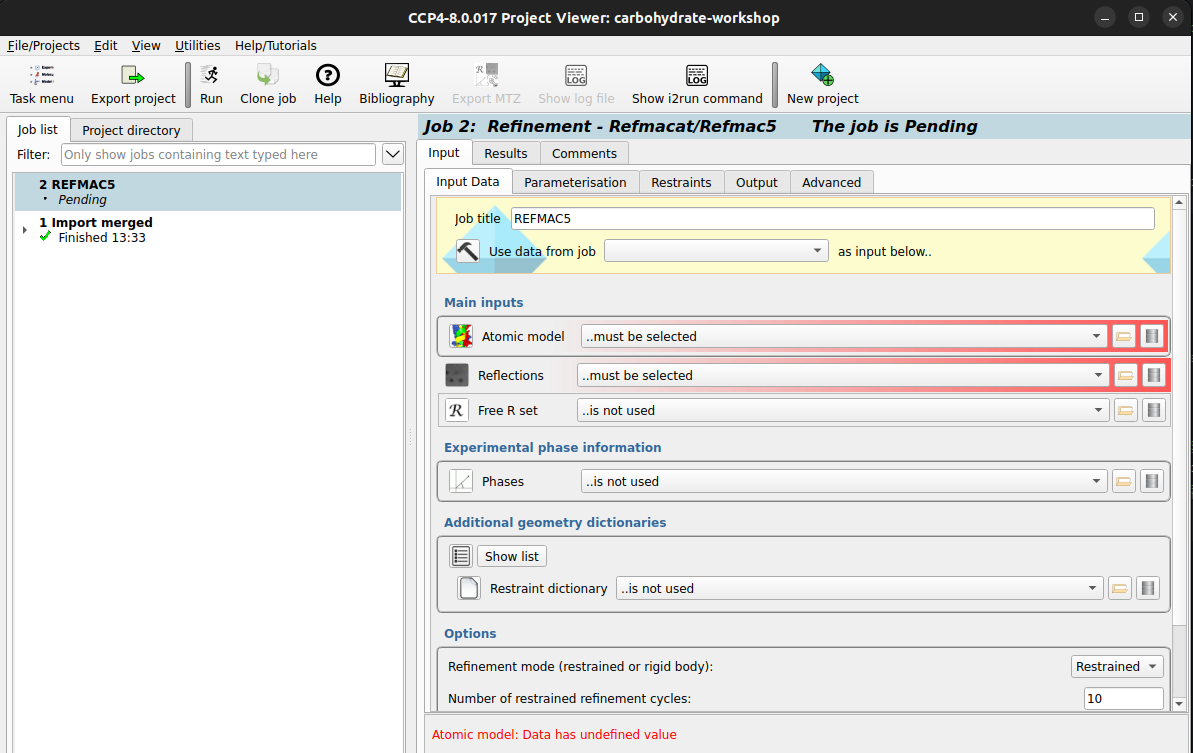 CCP4-8.0.017 Project Viewer: carbohydrate-workshop
File/Projects Edit View Utilities Help/Tutorials
Task menu Export project Run Clone job Help Bibliography Export MTZ Show log file Show i2run command New project
Job list Project directory
Filter: Only show jobs containing text typed here
2 REFMAC5
Pending
1 Import merged
Finished 13:33
Job 2: Refinement - Refmacat/Refmac5 The job is Pending
Input Results Comments
Input Data Parameterisation Restraints Output Advanced
Job title REFMAC5
Use data from job as input below..
Main inputs
Atomic model ..must be selected
Reflections ..must be selected
Free R set ..is not used
Experimental phase information
Phases ..is not used
Additional geometry dictionaries
Show list
Restraint dictionary ..is not used
Options
Refinement mode (restrained or rigid body): Restrained
Number of restrained refinement cycles: 10
Atomic model: Data has undefined value